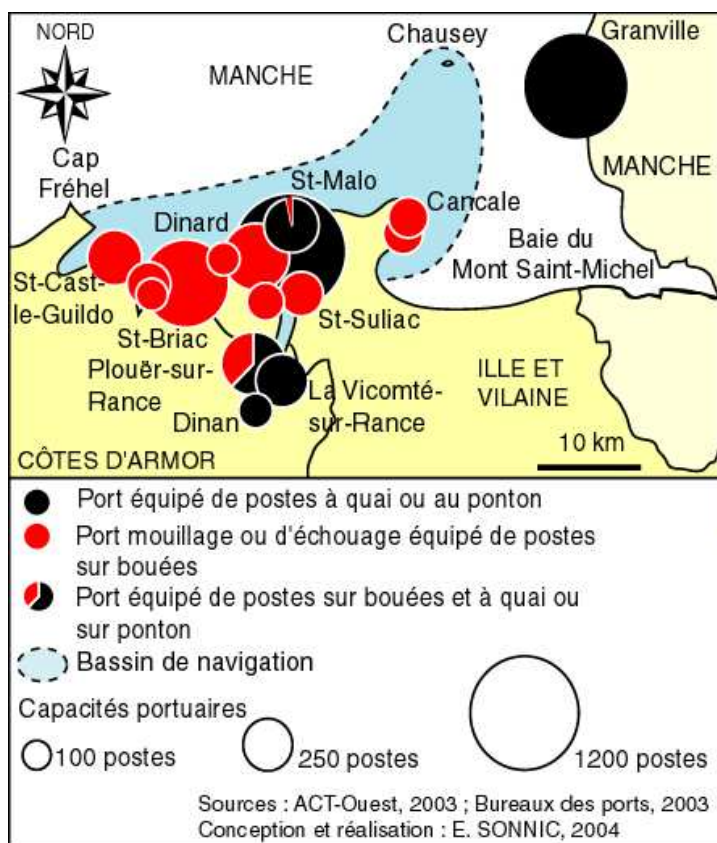 NORD
Chausey
Granville
MANCHE
Cap
Fréhel
St-Malo
MANCHE
Dinard
Cancale
Baie du
Mont Saint-Michel
St-Cast-
le-Guildo
St-Briac
St-Suliac
Plouër-sur-
Rance
La Vicomté-
sur-Rance
ILLE ET
VILAINE
Dinan
10 km
CÔTES D'ARMOR
Port équipé de postes à quai ou au ponton
Port mouillage ou d'échouage équipé de postes
sur bouées
Port équipé de postes sur bouées et à quai ou
sur ponton
Bassin de navigation
Capacités portuaires
100 postes
250 postes
1200 postes
Sources : ACT-Ouest, 2003 ; Bureaux des ports, 2003
Conception et réalisation : E. SONNIC, 2004